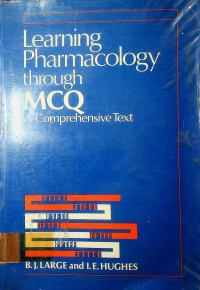 Learning
Pharmacology
through
MCQ
A Comprehensive Text
B. J. LARGE and I. E. HUGHES